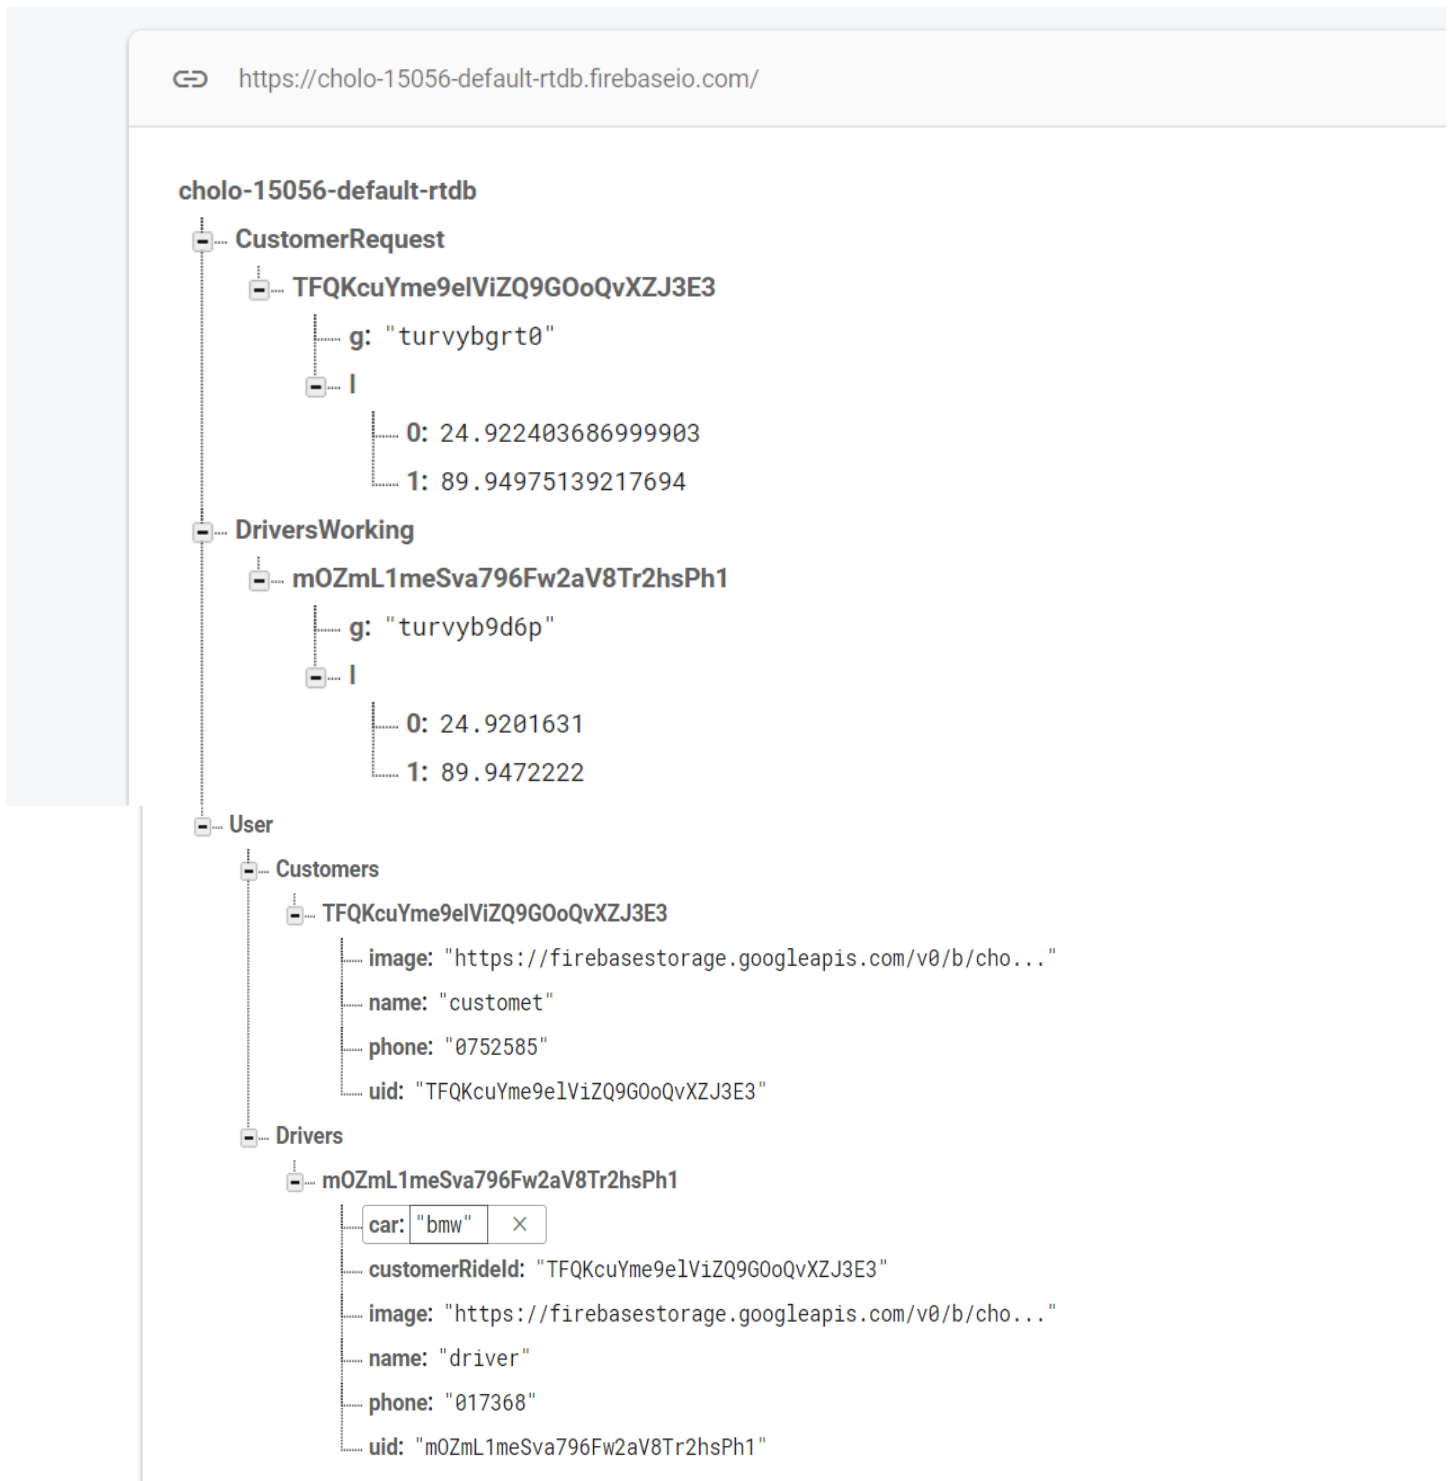 https://cholo-15056-default-rtdb.firebaseio.com/
cholo-15056-default-rtdb
CustomerRequest
TFQKcuYme9elViZQ9GOoQvXZJ3E3
g: "turvybgrt0"
l
0: 24.922403686999903
1: 89.94975139217694
DriversWorking
mOZmL1meSva796Fw2aV8Tr2hsPh1
g: "turvyb9d6p"
l
0: 24.9201631
1: 89.9472222
User
Customers
TFQKcuYme9elViZQ9GOoQvXZJ3E3
image: "https://firebasestorage.googleapis.com/v0/b/cho..."
name: "customet"
phone: "0752585"
uid: "TFQKcuYme9elViZQ9GOoQvXZJ3E3"
Drivers
mOZmL1meSva796Fw2aV8Tr2hsPh1
car: "bmw" ×
customerRideId: "TFQKcuYme9elViZQ9GOoQvXZJ3E3"
image: "https://firebasestorage.googleapis.com/v0/b/cho..."
name: "driver"
phone: "017368"
uid: "mOZmL1meSva796Fw2aV8Tr2hsPh1"